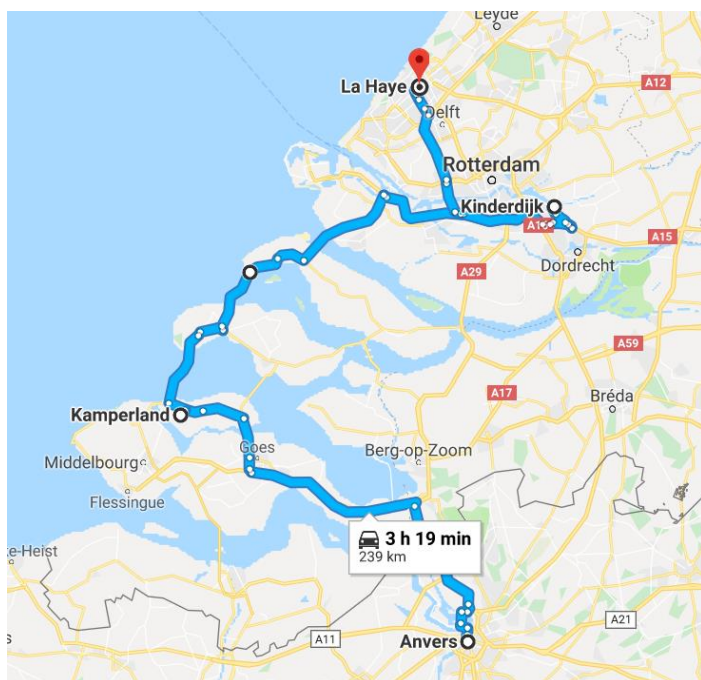 Leyde
La Haye
A12
Delft
Rotterdam
Kinderdijk
A15
Dordrecht
A29
A59
A17
Bréda
Kamperland
Goes
Berg-op-Zoom
Middelbourg
Flessingue
3 h 19 min
239 km
e-Heist
A11
Anvers
A21